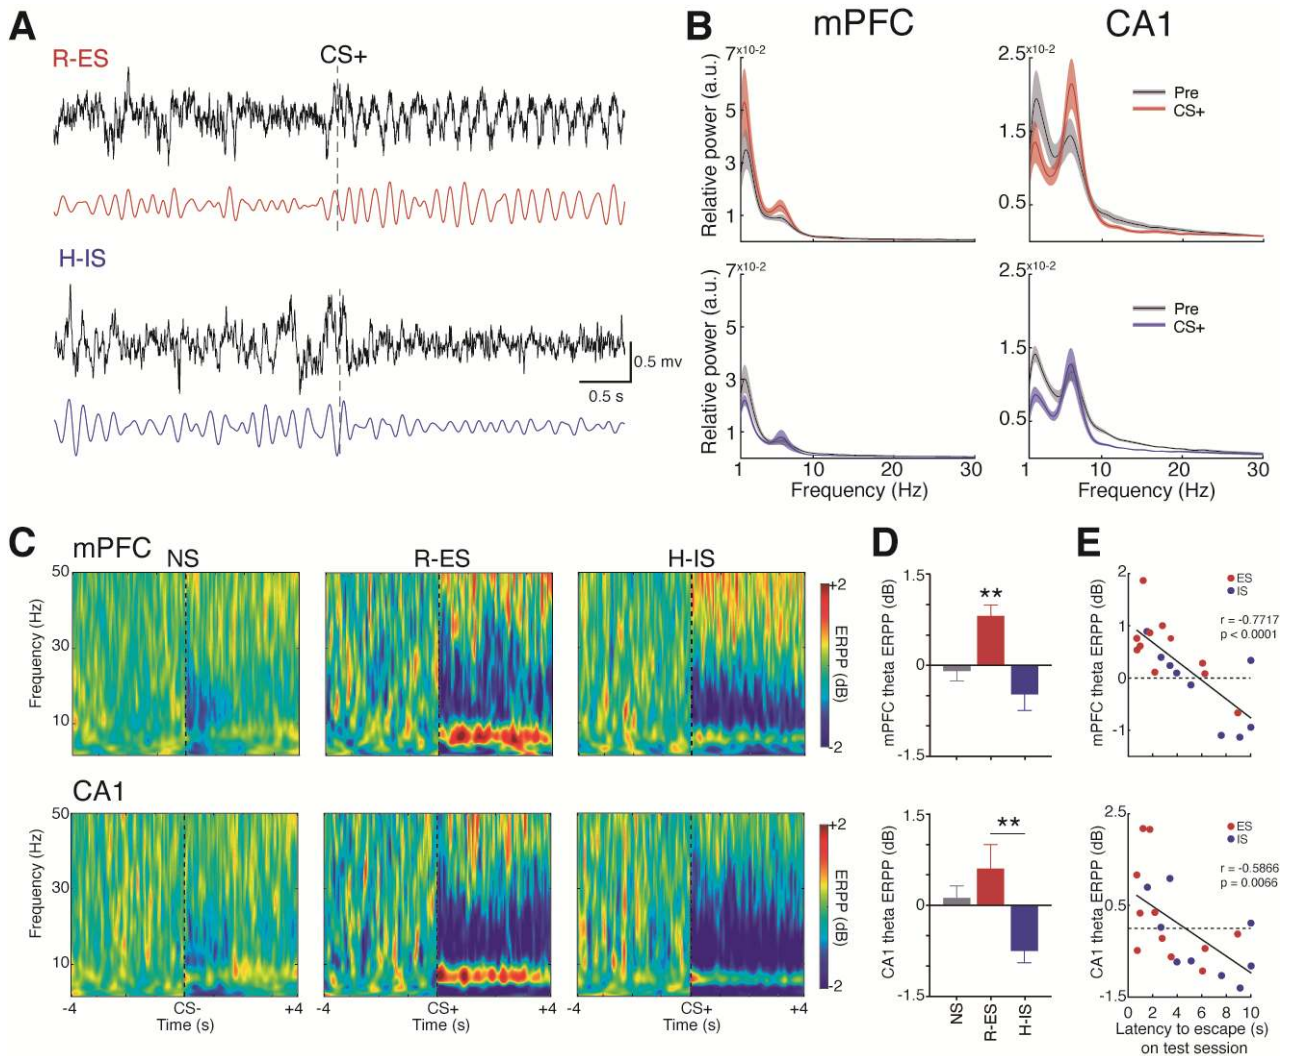 A
R-ES
CS+
H-IS
0.5 mv
0.5 s
B
mPFC
CA1
7x10-2
5
3
1
Relative power (a.u.)
2.5x10-2
1.5
0.5
Pre
CS+
7x10-2
5
3
1
Relative power (a.u.)
1 10 20 30
Frequency (Hz)
2.5x10-2
1.5
0.5
Pre
CS+
1 10 20 30
Frequency (Hz)
C
mPFC
NS
R-ES
H-IS
50
30
10
Frequency (Hz)
+2
ERPP (dB)
-2
CA1
50
30
10
Frequency (Hz)
+2
ERPP (dB)
-2
-4 CS- +4
Time (s)
-4 CS+ +4
Time (s)
-4 CS+ +4
Time (s)
D
1.5
0
-1.5
mPFC theta ERPP (dB)
**
1.5
0
-1.5
CA1 theta ERPP (dB)
**
NS
R-ES
H-IS
E
2
1
0
-1
mPFC theta ERPP (dB)
ES
IS
r = -0.7717
p < 0.0001
2.5
0.5
-1.5
CA1 theta ERPP (dB)
ES
IS
r = -0.5866
p = 0.0066
0 2 4 6 8 10
Latency to escape (s)
on test session